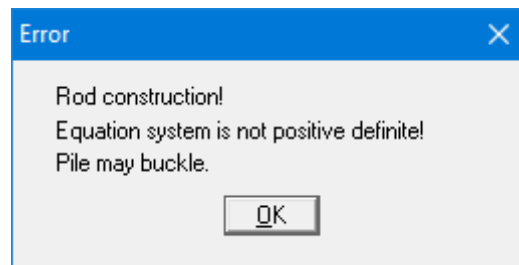 Error
Rod construction!
Equation system is not positive definite!
Pile may buckle.
OK